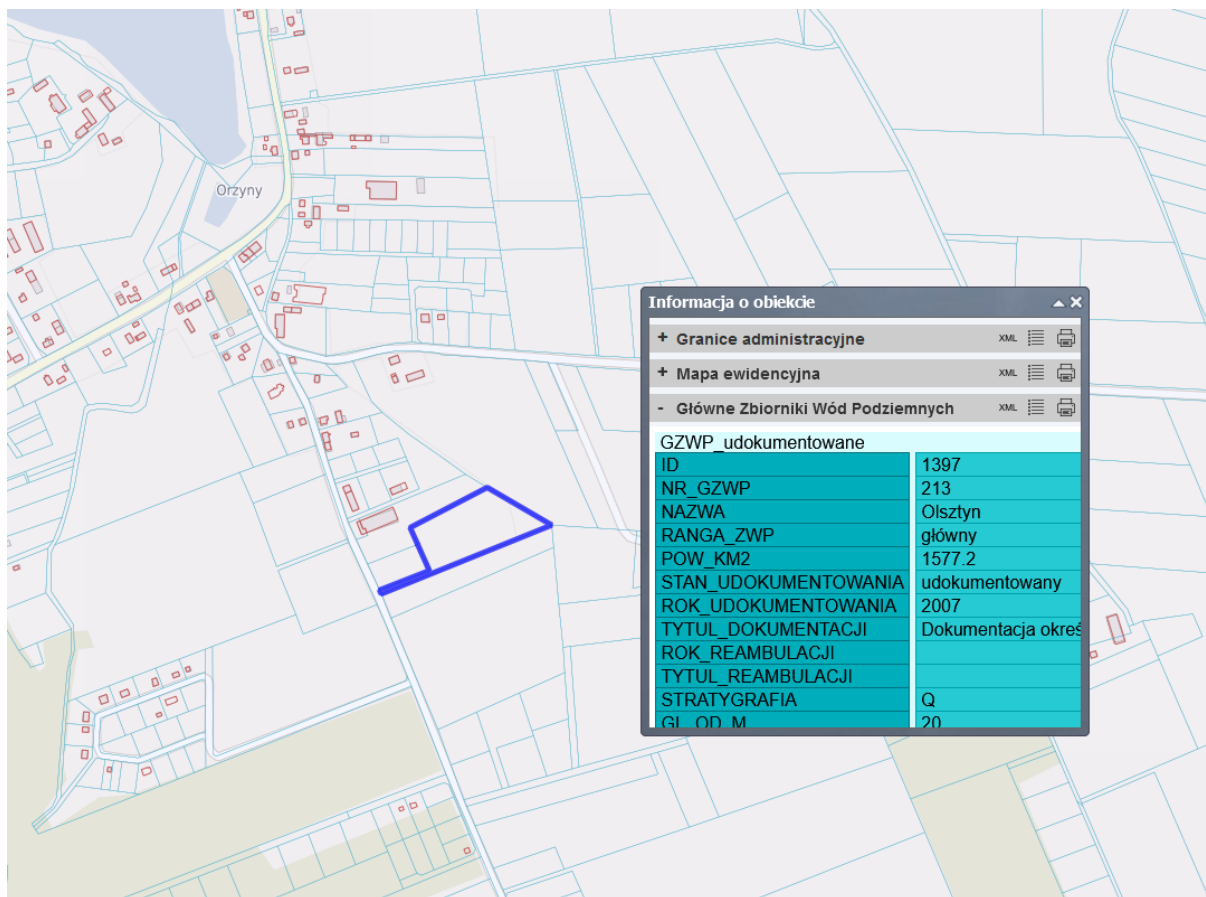 Orzyny
Informacja o obiekcie
+ Granice administracyjne XML
+ Mapa ewidencyjna XML
- Główne Zbiorniki Wód Podziemnych XML
GZWP_udokumentowane
ID 1397
NR_GZWP 213
NAZWA Olsztyn
RANGA_ZWP główny
POW_KM2 1577.2
STAN_UDOKUMENTOWANIA udokumentowany
ROK_UDOKUMENTOWANIA 2007
TYTUL_DOKUMENTACJI Dokumentacja okreś
ROK_REAMBULACJI
TYTUL_REAMBULACJI
STRATYGRAFIA Q
GL_OD_M 20